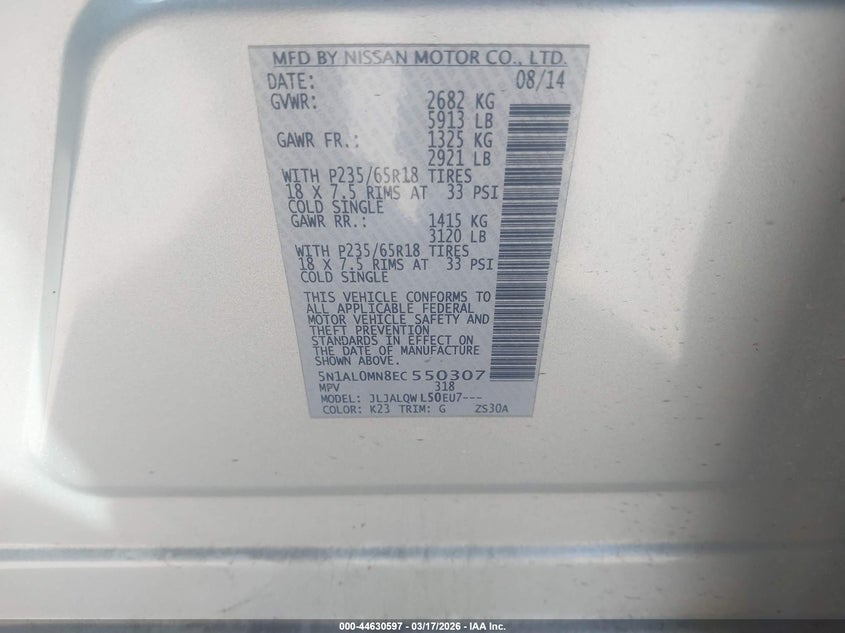 MFD BY NISSAN MOTOR CO., LTD.
DATE: 08/14
GVWR: 2682 KG
5913 LB
GAWR FR.: 1325 KG
2921 LB
WITH P235/65R18 TIRES
18 X 7.5 RIMS AT 33 PSI
COLD SINGLE
GAWR RR.: 1415 KG
3120 LB
WITH P235/65R18 TIRES
18 X 7.5 RIMS AT 33 PSI
COLD SINGLE
THIS VEHICLE CONFORMS TO
ALL APPLICABLE FEDERAL
MOTOR VEHICLE SAFETY AND
THEFT PREVENTION
STANDARDS IN EFFECT ON
THE DATE OF MANUFACTURE
SHOWN ABOVE.
5N1AL0MN8EC550307
MPV 318
MODEL: JLJALQWL50EU7---
COLOR: K23 TRIM: G ZS30A
000-44630597 - 03/17/2026 - IAA Inc.